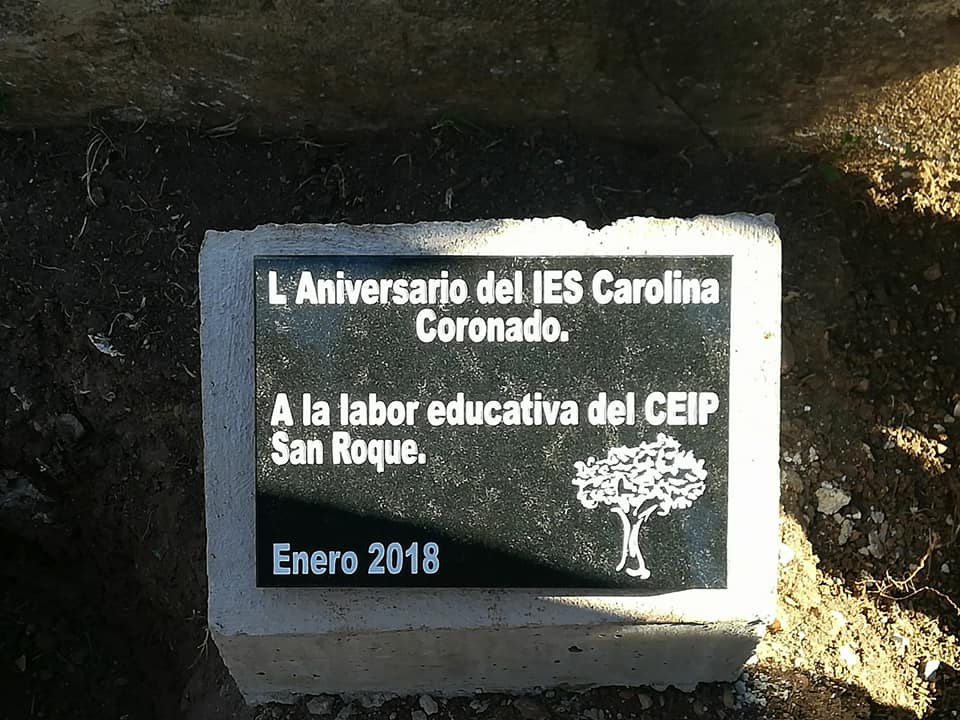 L Aniversario del IES Carolina
Coronado.
A la labor educativa del CEIP
San Roque.
Enero 2018